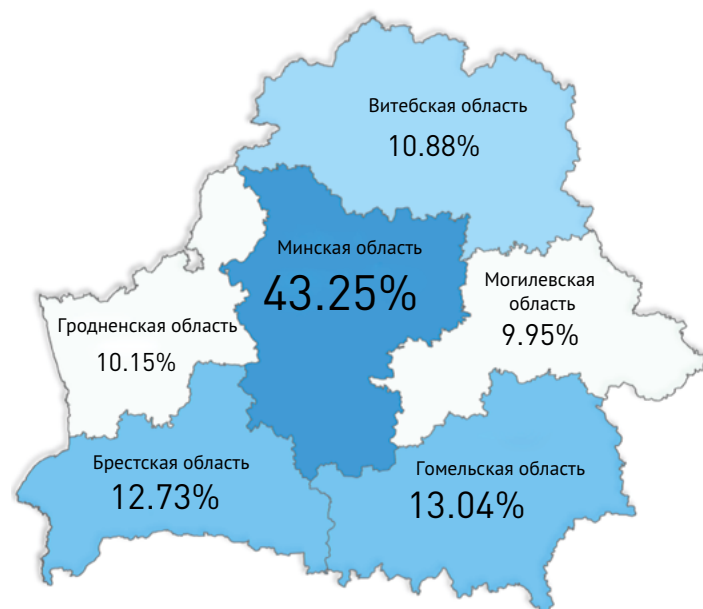 Витебская область
10.88%
Минская область
43.25%
Могилевская
область
9.95%
Гродненская область
10.15%
Брестская область
12.73%
Гомельская область
13.04%